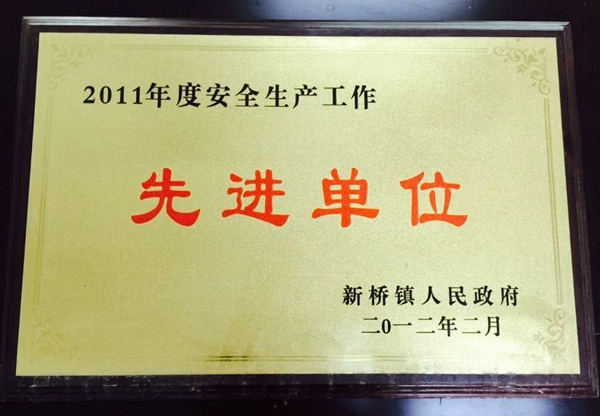 2011年度安全生产工作
先进单位
新桥镇人民政府
二0一二年二月